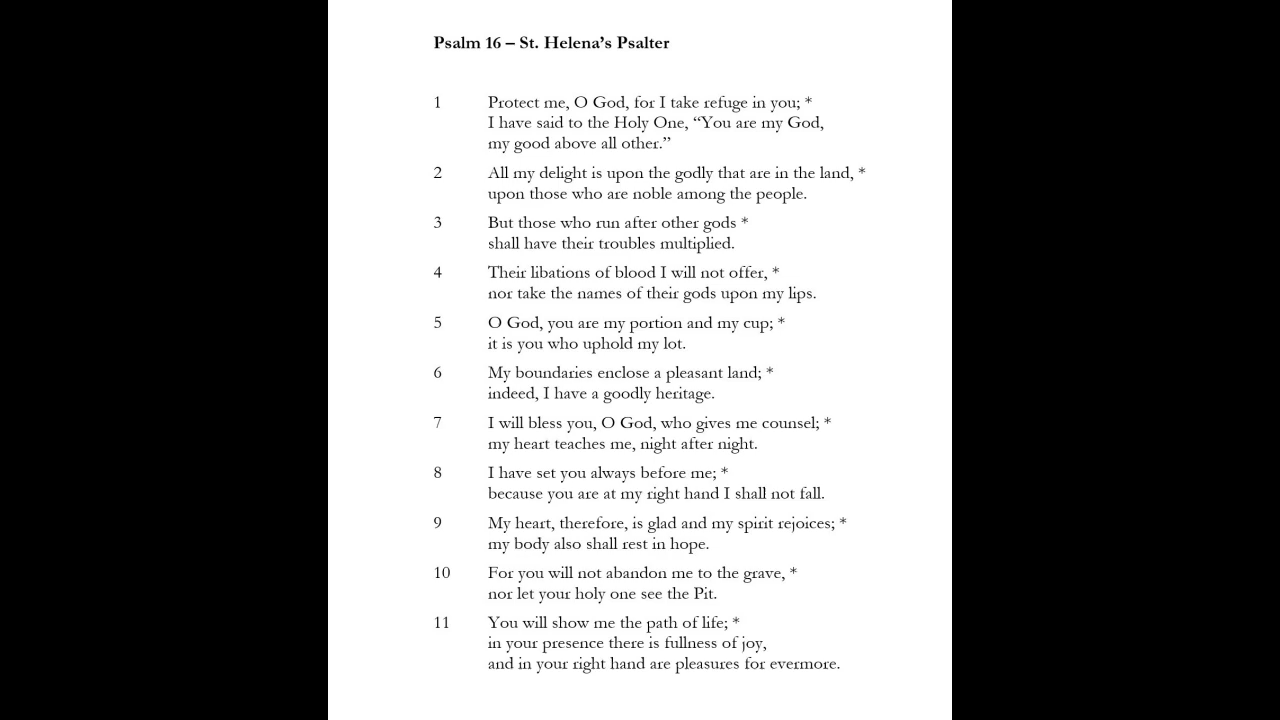 Psalm 16 – St. Helena’s Psalter
1 Protect me, O God, for I take refuge in you; *
I have said to the Holy One, “You are my God,
my good above all other.”
2 All my delight is upon the godly that are in the land, *
upon those who are noble among the people.
3 But those who run after other gods *
shall have their troubles multiplied.
4 Their libations of blood I will not offer, *
nor take the names of their gods upon my lips.
5 O God, you are my portion and my cup; *
it is you who uphold my lot.
6 My boundaries enclose a pleasant land; *
indeed, I have a goodly heritage.
7 I will bless you, O God, who gives me counsel; *
my heart teaches me, night after night.
8 I have set you always before me; *
because you are at my right hand I shall not fall.
9 My heart, therefore, is glad and my spirit rejoices; *
my body also shall rest in hope.
10 For you will not abandon me to the grave, *
nor let your holy one see the Pit.
11 You will show me the path of life; *
in your presence there is fullness of joy,
and in your right hand are pleasures for evermore.